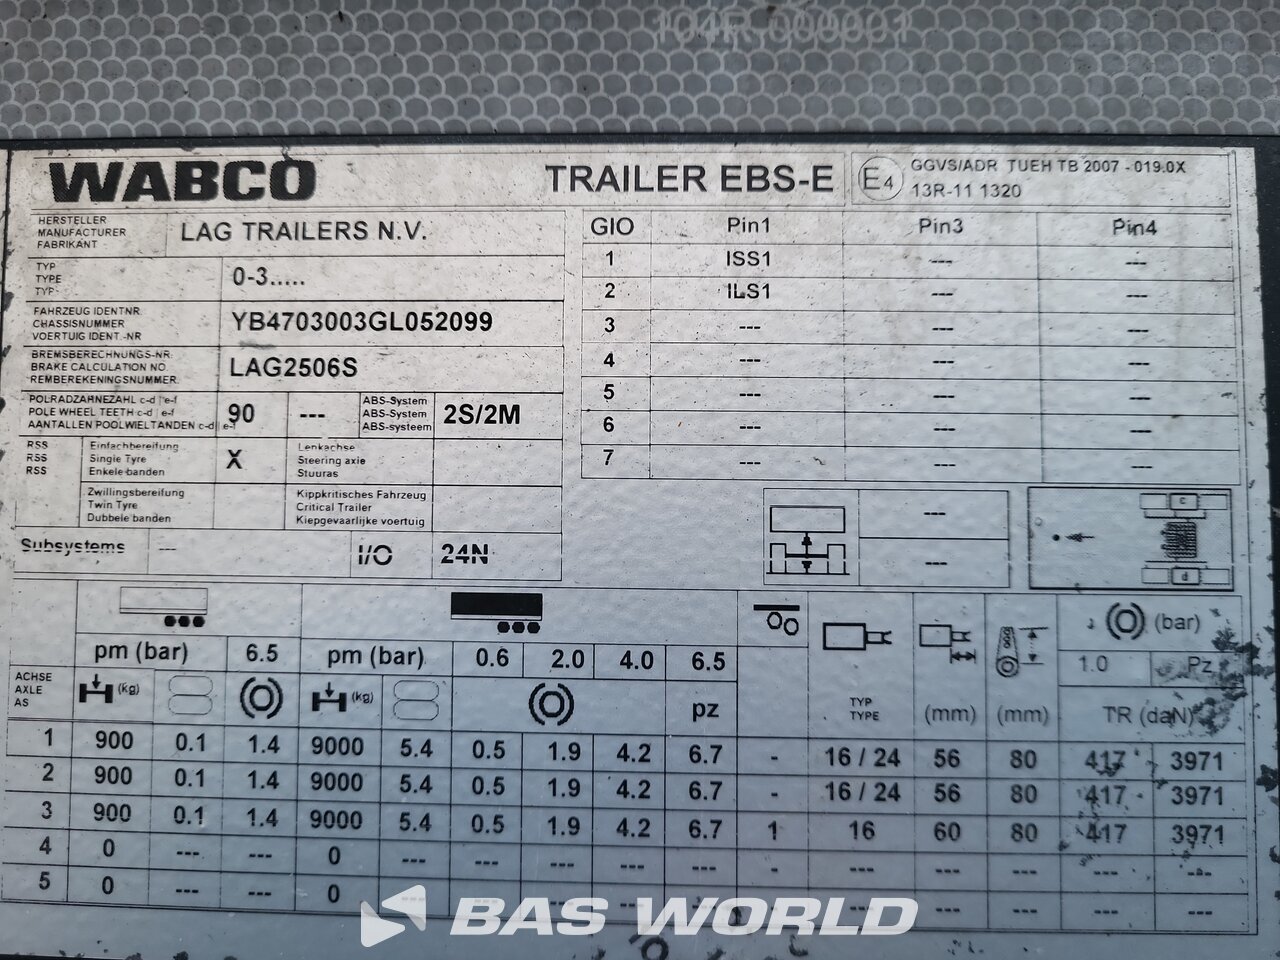 104R-000001
WABCO
TRAILER EBS-E
E4
GGVS/ADR TUEH TB 2007 - 019.0X
13R-11 1320
HERSTELLER
MANUFACTURER
FABRIKANT
LAG TRAILERS N.V.
TYP
TYPE
TYP
0-3.....
FAHRZEUG IDENTNR.
CHASSISNUMMER
VOERTUIG IDENT.-NR
YB4703003GL052099
BREMSBERECHNUNGS-NR.
BRAKE CALCULATION NO.
REMBEREKENINGSNUMMER.
LAG2506S
POLRADZAHNEZAHL c-d | e-f
POLE WHEEL TEETH c-d | e-f
AANTALLEN POOLWIELTANDEN c-d | e-f
90 ---
ABS-System
ABS-System
ABS-systeem
2S/2M
RSS
RSS
RSS
Einfachbereifung
Single Tyre
Enkele banden
X
Lenkachse
Steering axle
Stuuras
Zwillingsbereifung
Twin Tyre
Dubbele banden
Kippkritisches Fahrzeug
Critical Trailer
Kiepgevaarlijke voertuig
Subsystems --- I/O 24N
GIO Pin1 Pin3 Pin4
1 ISS1 --- ---
2 ILS1 --- ---
3 --- --- ---
4 --- --- ---
5 --- --- ---
6 --- --- ---
7 --- --- ---
---
---
c
d
pm (bar) 6.5 pm (bar) 0.6 2.0 4.0 6.5
(bar)
1.0 Pz
ACHSE
AXLE
AS
(kg) (kg) pz
TYP
TYPE
(mm) (mm) TR (daN)
1 900 0.1 1.4 9000 5.4 0.5 1.9 4.2 6.7 - 16 / 24 56 80 417 3971
2 900 0.1 1.4 9000 5.4 0.5 1.9 4.2 6.7 - 16 / 24 56 80 417 3971
3 900 0.1 1.4 9000 5.4 0.5 1.9 4.2 6.7 1 16 60 80 417 3971
4 0 --- --- 0 --- --- --- --- --- - --- --- --- --- ---
5 0 --- --- 0 --- --- --- --- --- - --- --- --- --- ---
BAS WORLD